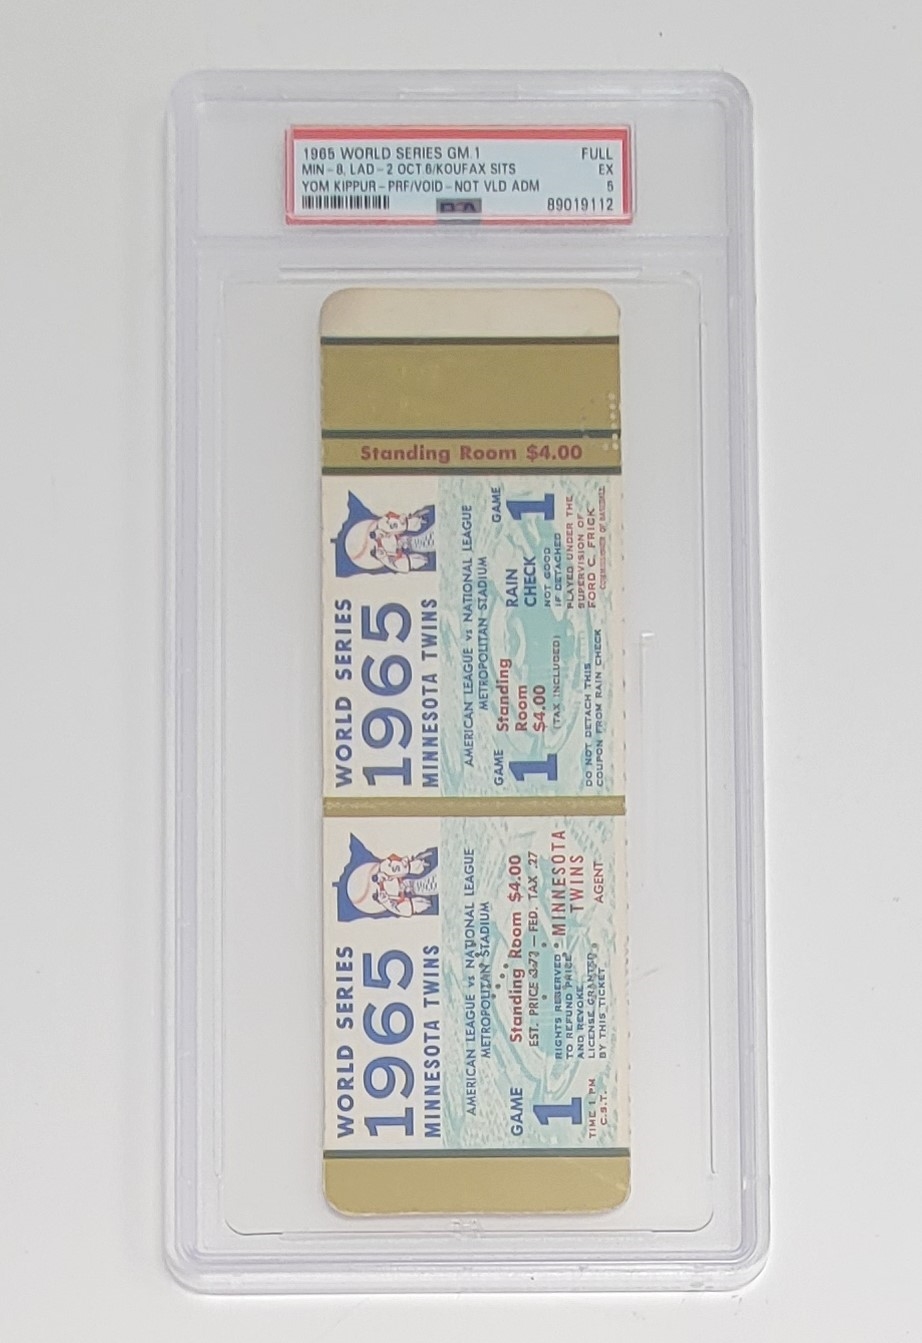 1965 WORLD SERIES GM.1 FULL
MIN-8, LAD-2 OCT.6/KOUFAX SITS EX
YOM KIPPUR-PRF/VOID-NOT VLD ADM 5
PSA 89019112
Standing Room $4.00
WORLD SERIES
1965
MINNESOTA TWINS
AMERICAN LEAGUE vs NATIONAL LEAGUE
METROPOLITAN STADIUM
GAME
1
Standing
Room
$4.00
(TAX INCLUDED)
RAIN
CHECK
NOT GOOD
IF DETACHED
GAME
1
DO NOT DETACH THIS
COUPON FROM RAIN CHECK
PLAYED UNDER THE
SUPERVISION OF
FORD C. FRICK
COMMISSIONER OF BASEBALL
WORLD SERIES
1965
MINNESOTA TWINS
AMERICAN LEAGUE vs NATIONAL LEAGUE
METROPOLITAN STADIUM
GAME
1
TIME 1 PM
C.S.T.
Standing Room $4.00
EST. PRICE 3.73 — FED. TAX .27
RIGHTS RESERVED
TO REFUND PRICE
AND REVOKE
LICENSE GRANTED
BY THIS TICKET
MINNESOTA
TWINS
AGENT
PSA